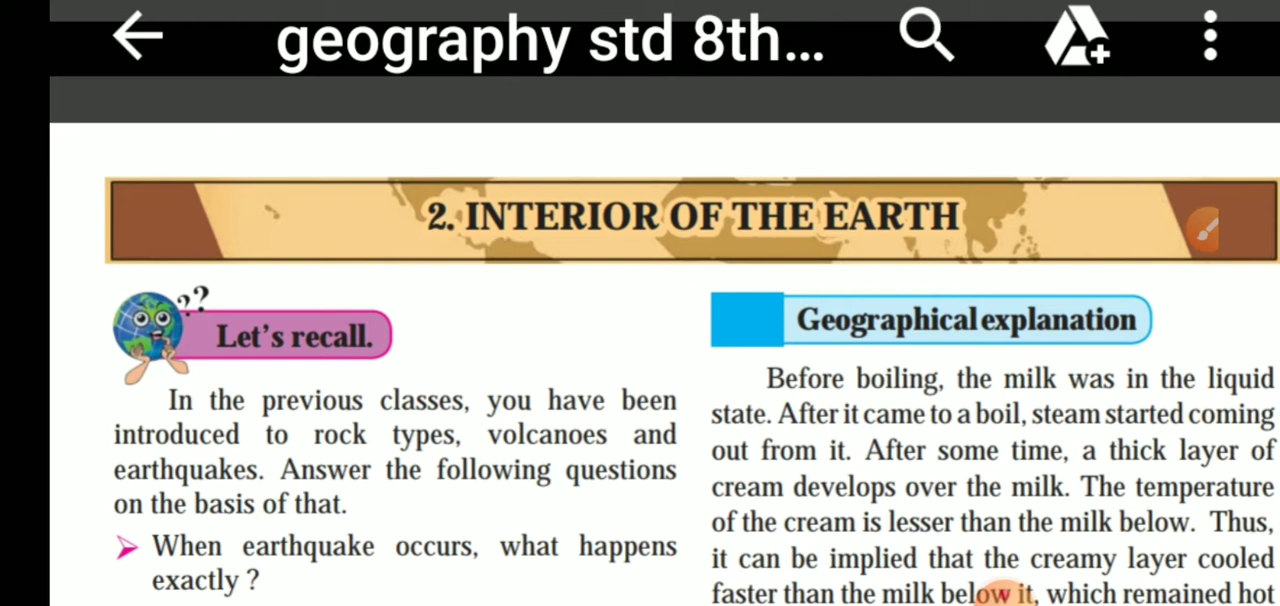 geography std 8th...
2. INTERIOR OF THE EARTH
??
Let's recall.
In the previous classes, you have been
introduced to rock types, volcanoes and
earthquakes. Answer the following questions
on the basis of that.
When earthquake occurs, what happens
exactly ?
Geographical explanation
Before boiling, the milk was in the liquid
state. After it came to a boil, steam started coming
out from it. After some time, a thick layer of
cream develops over the milk. The temperature
of the cream is lesser than the milk below. Thus,
it can be implied that the creamy layer cooled
faster than the milk below it, which remained hot